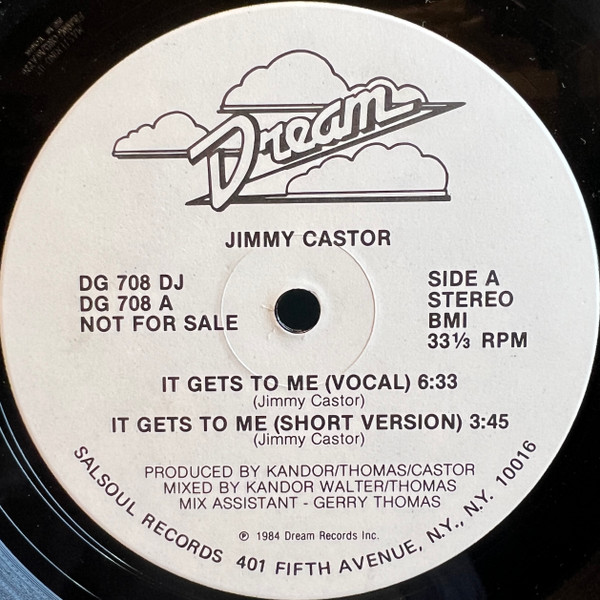 Dream
JIMMY CASTOR
DG 708 DJ
DG 708 A
NOT FOR SALE
SIDE A
STEREO
BMI
33⅓ RPM
IT GETS TO ME (VOCAL) 6:33
(Jimmy Castor)
IT GETS TO ME (SHORT VERSION) 3:45
(Jimmy Castor)
PRODUCED BY KANDOR/THOMAS/CASTOR
MIXED BY KANDOR WALTER/THOMAS
MIX ASSISTANT - GERRY THOMAS
℗ 1984 Dream Records Inc.
SALSOUL RECORDS 401 FIFTH AVENUE, N.Y., N.Y. 10016